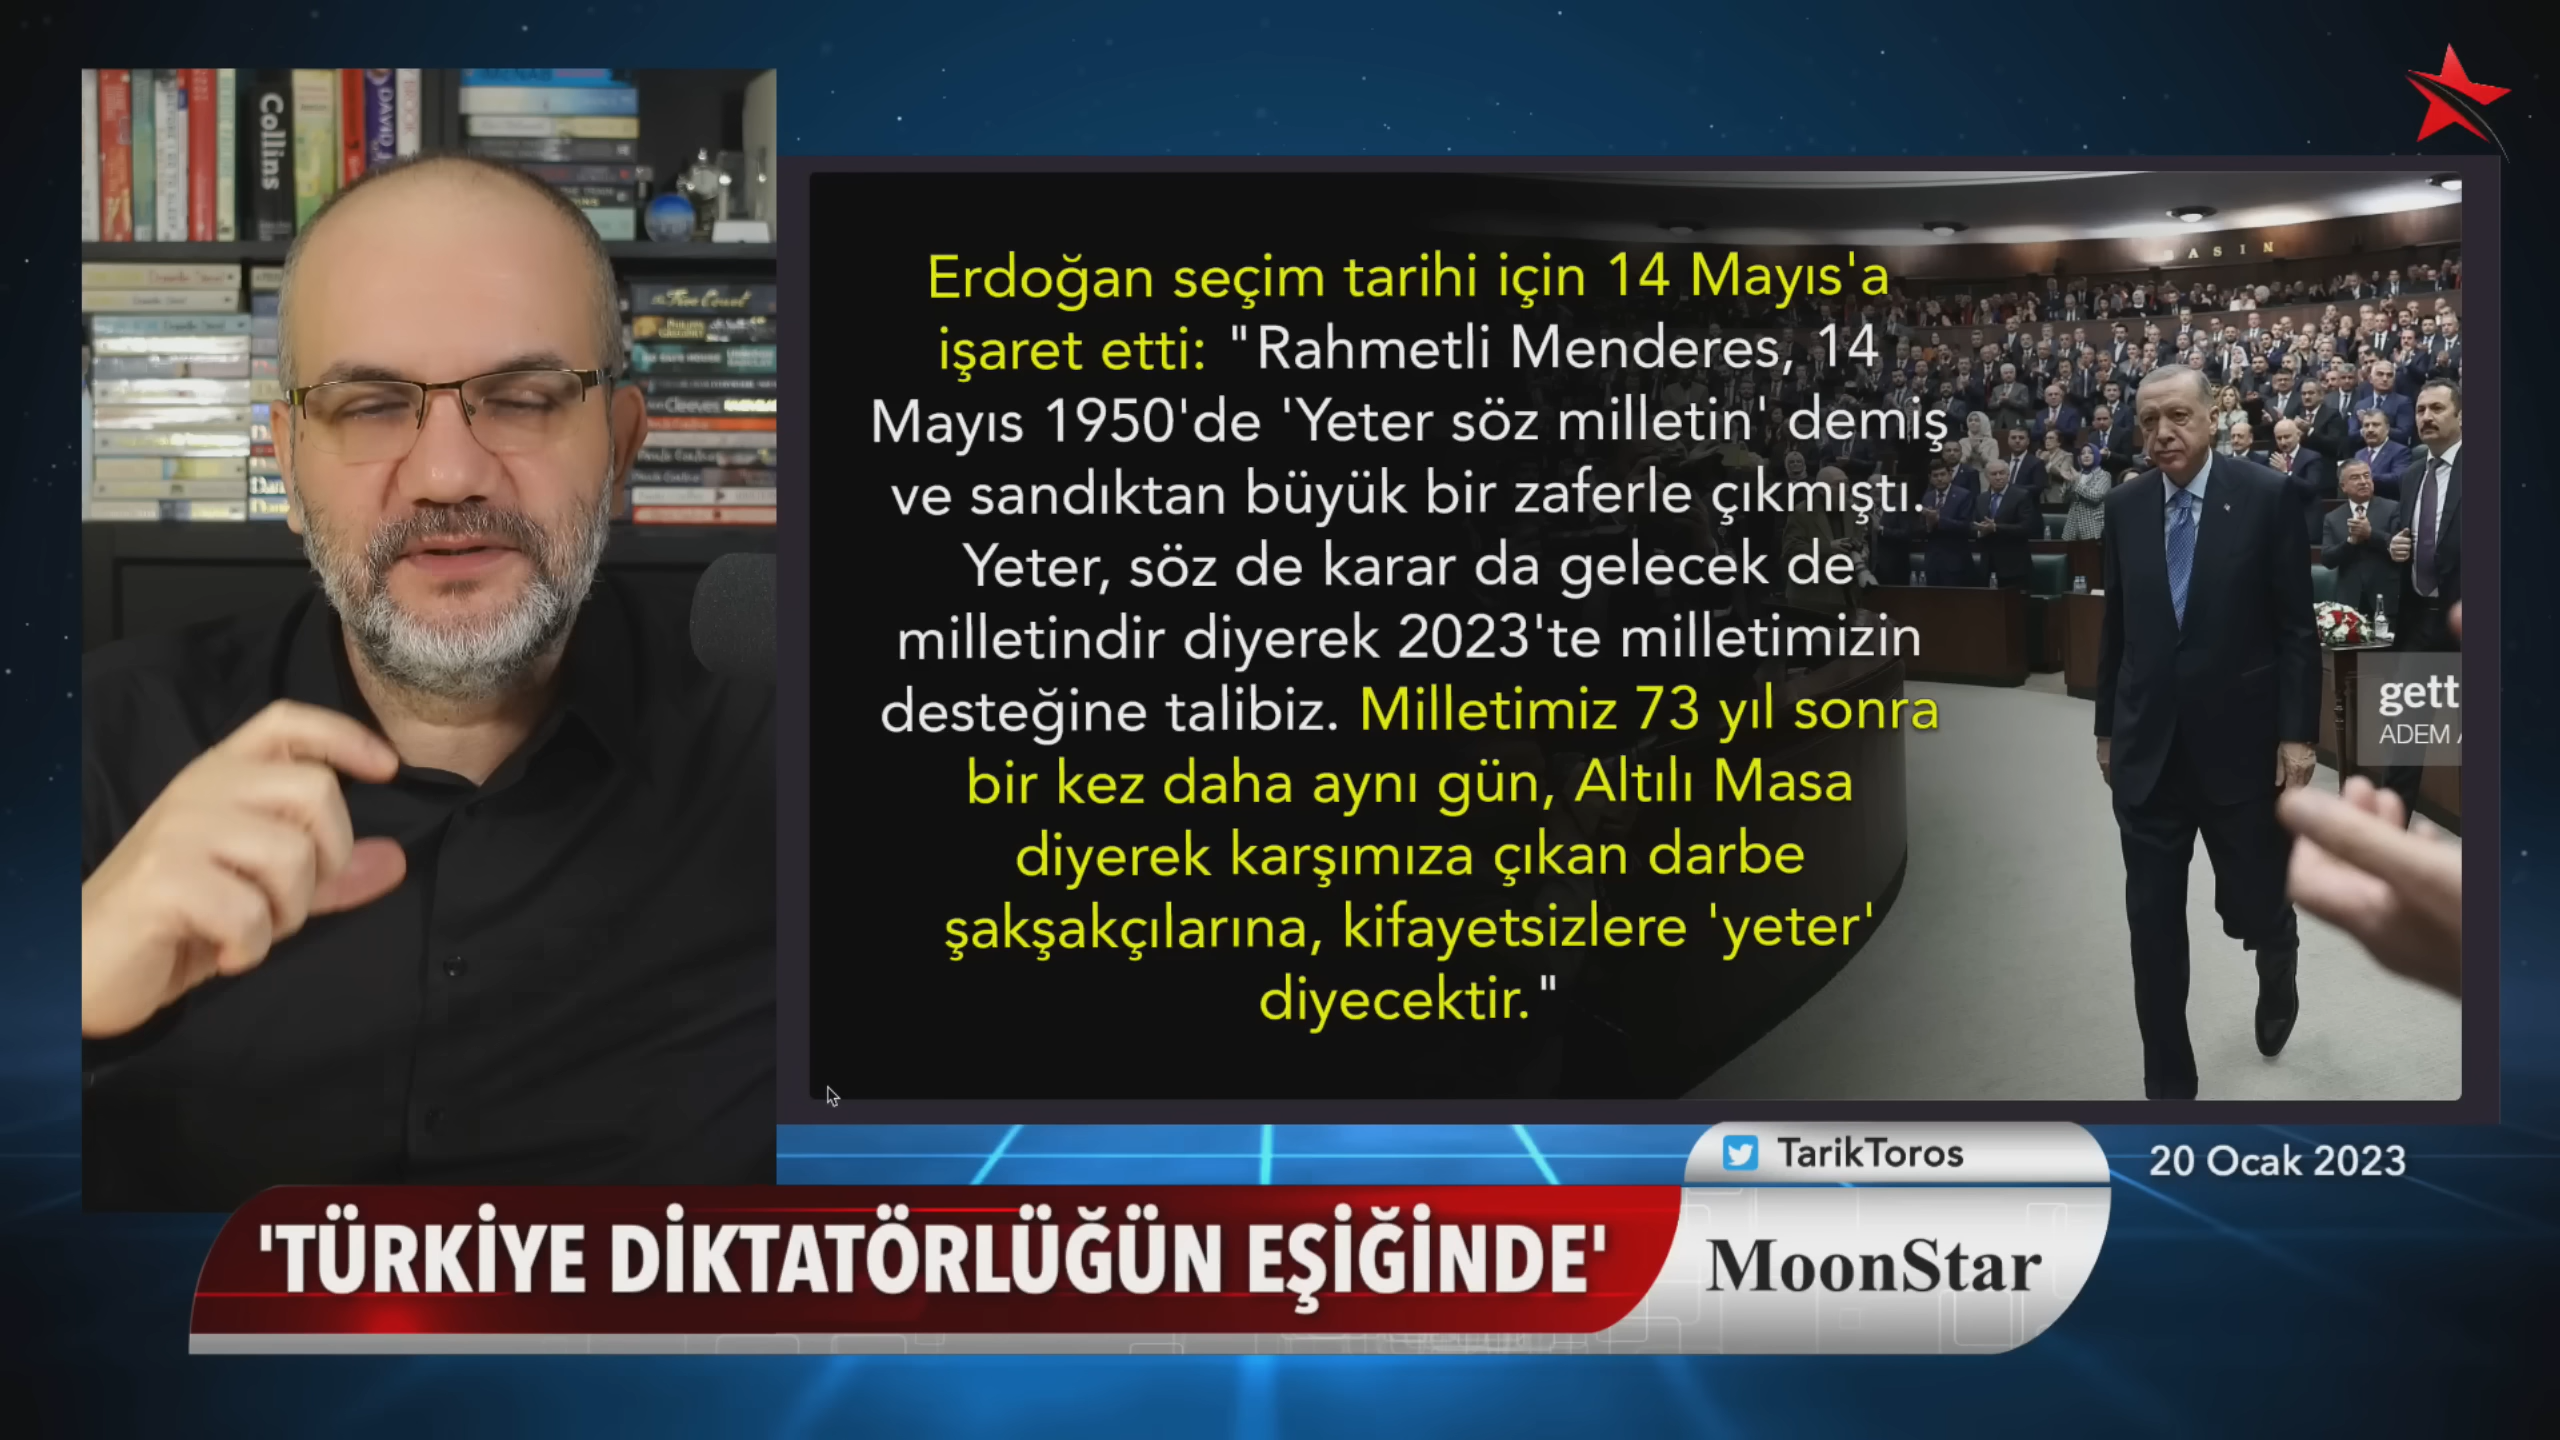 Collins
DAVID
BASIN
Erdoğan seçim tarihi için 14 Mayıs'a
işaret etti: "Rahmetli Menderes, 14
Mayıs 1950'de 'Yeter söz milletin' demiş
ve sandıktan büyük bir zaferle çıkmıştı.
Yeter, söz de karar da gelecek de
milletindir diyerek 2023'te milletimizin
desteğine talibiz. Milletimiz 73 yıl sonra
bir kez daha aynı gün, Altılı Masa
diyerek karşımıza çıkan darbe
şakşakçılarına, kifayetsizlere 'yeter'
diyecektir."
gett
ADEM
TarikToros
20 Ocak 2023
'TÜRKİYE DİKTATÖRLÜĞÜN EŞİĞİNDE'
MoonStar